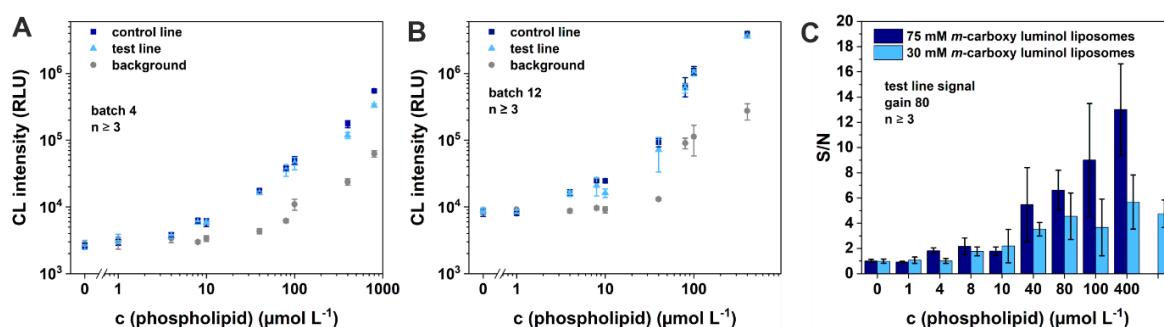 A
control line
test line
background
batch 4
n ≥ 3
CL intensity (RLU)
10⁶
10⁵
10⁴
10³
0 1 10 100 1000
c (phospholipid) (µmol L⁻¹)
B
control line
test line
background
batch 12
n ≥ 3
CL intensity (RLU)
10⁶
10⁵
10⁴
10³
0 1 10 100
c (phospholipid) (µmol L⁻¹)
C
75 mM m-carboxy luminol liposomes
30 mM m-carboxy luminol liposomes
test line signal
gain 80
n ≥ 3
S/N
20
18
16
14
12
10
8
6
4
2
0
0 1 4 8 10 40 80 100 400
c (phospholipid) (µmol L⁻¹)